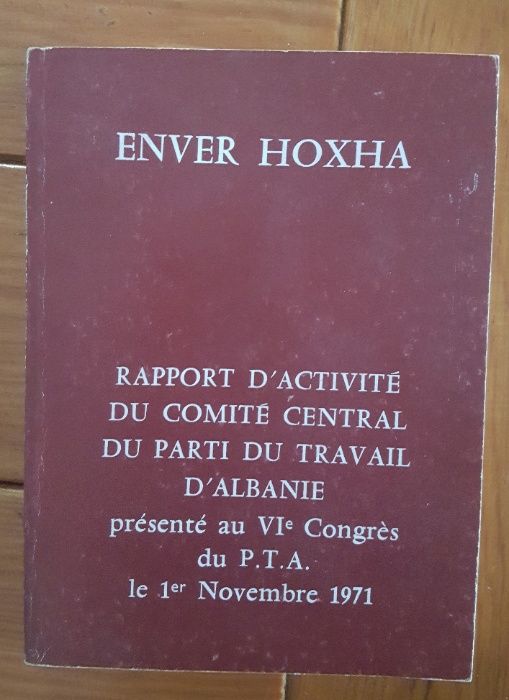 ENVER HOXHA
RAPPORT D'ACTIVITÉ
DU COMITÉ CENTRAL
DU PARTI DU TRAVAIL
D'ALBANIE
présenté au VIe Congrès
du P.T.A.
le 1er Novembre 1971